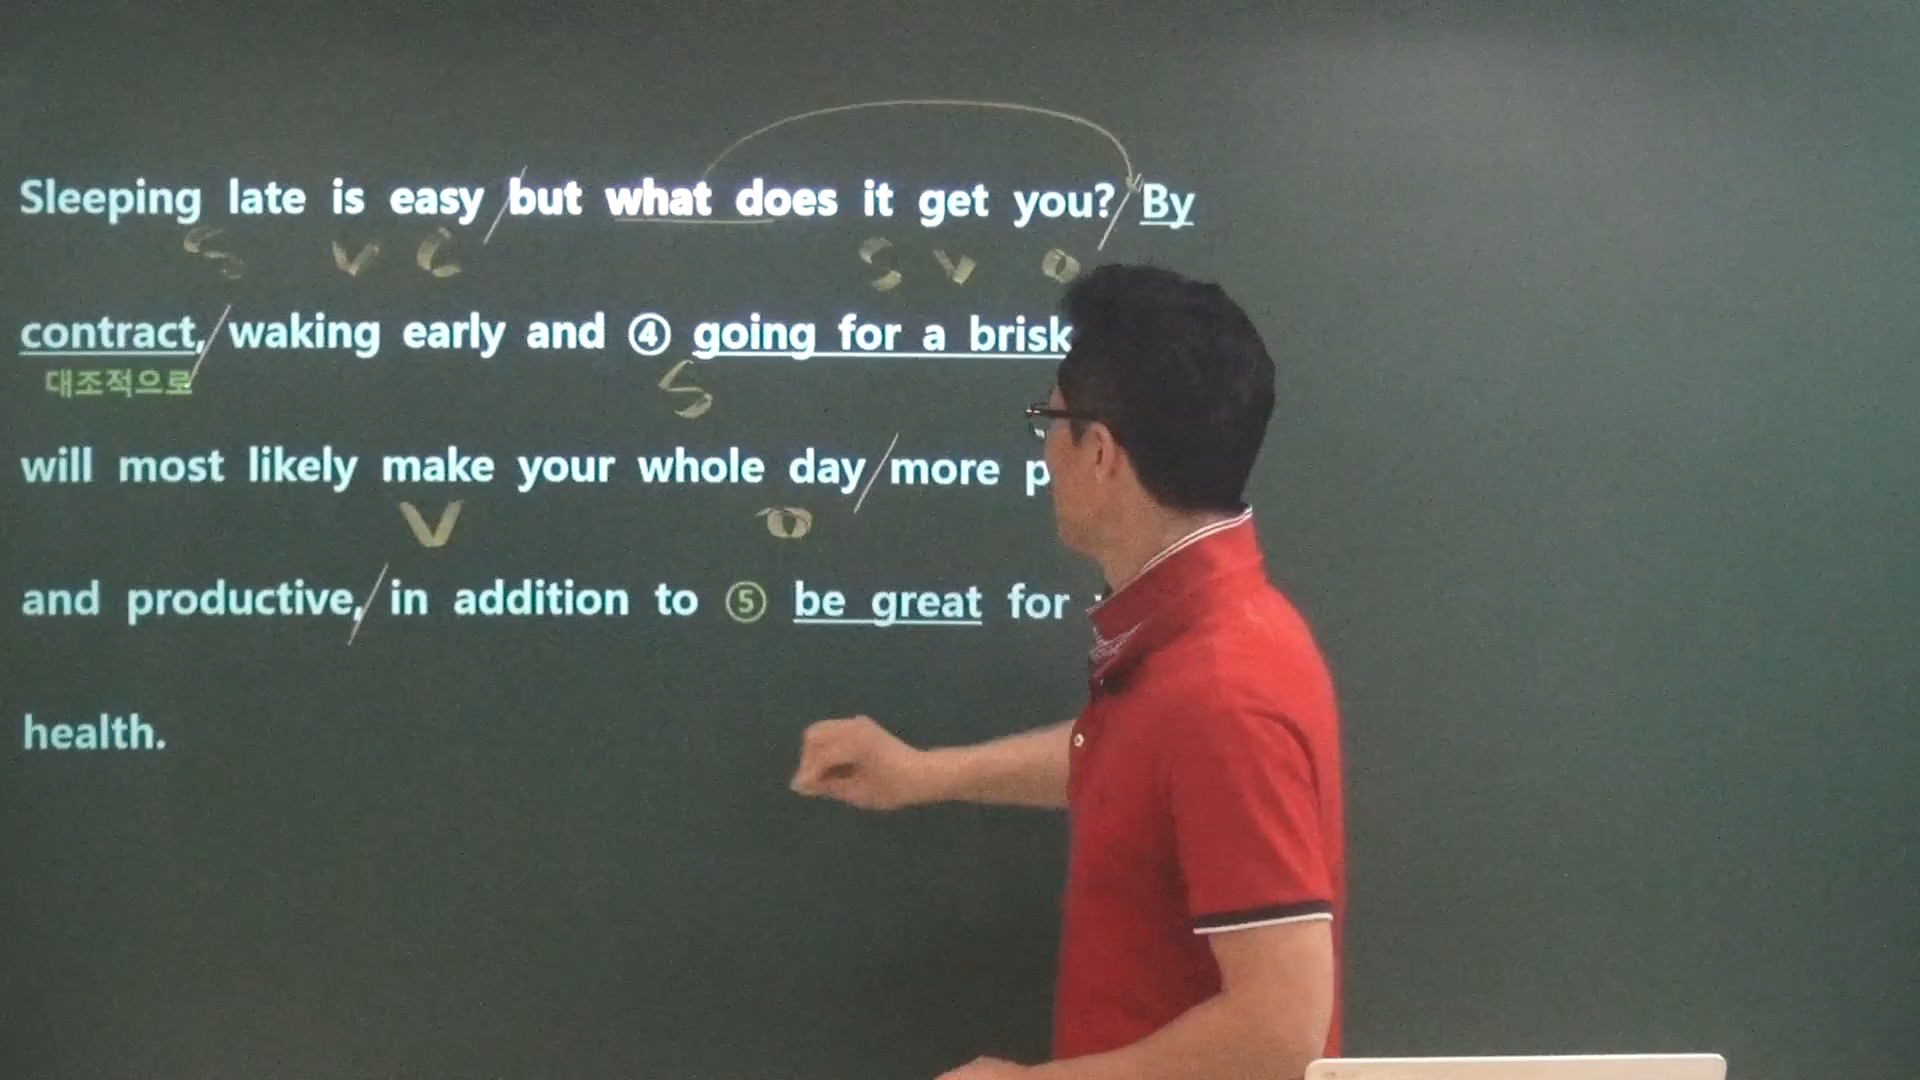 Sleeping late is easy / but what does it get you? / By
S V C S V O
contract, / waking early and ④ going for a brisk
대조적으로 S
will most likely make your whole day / more p
V O
and productive, / in addition to ⑤ be great for
health.